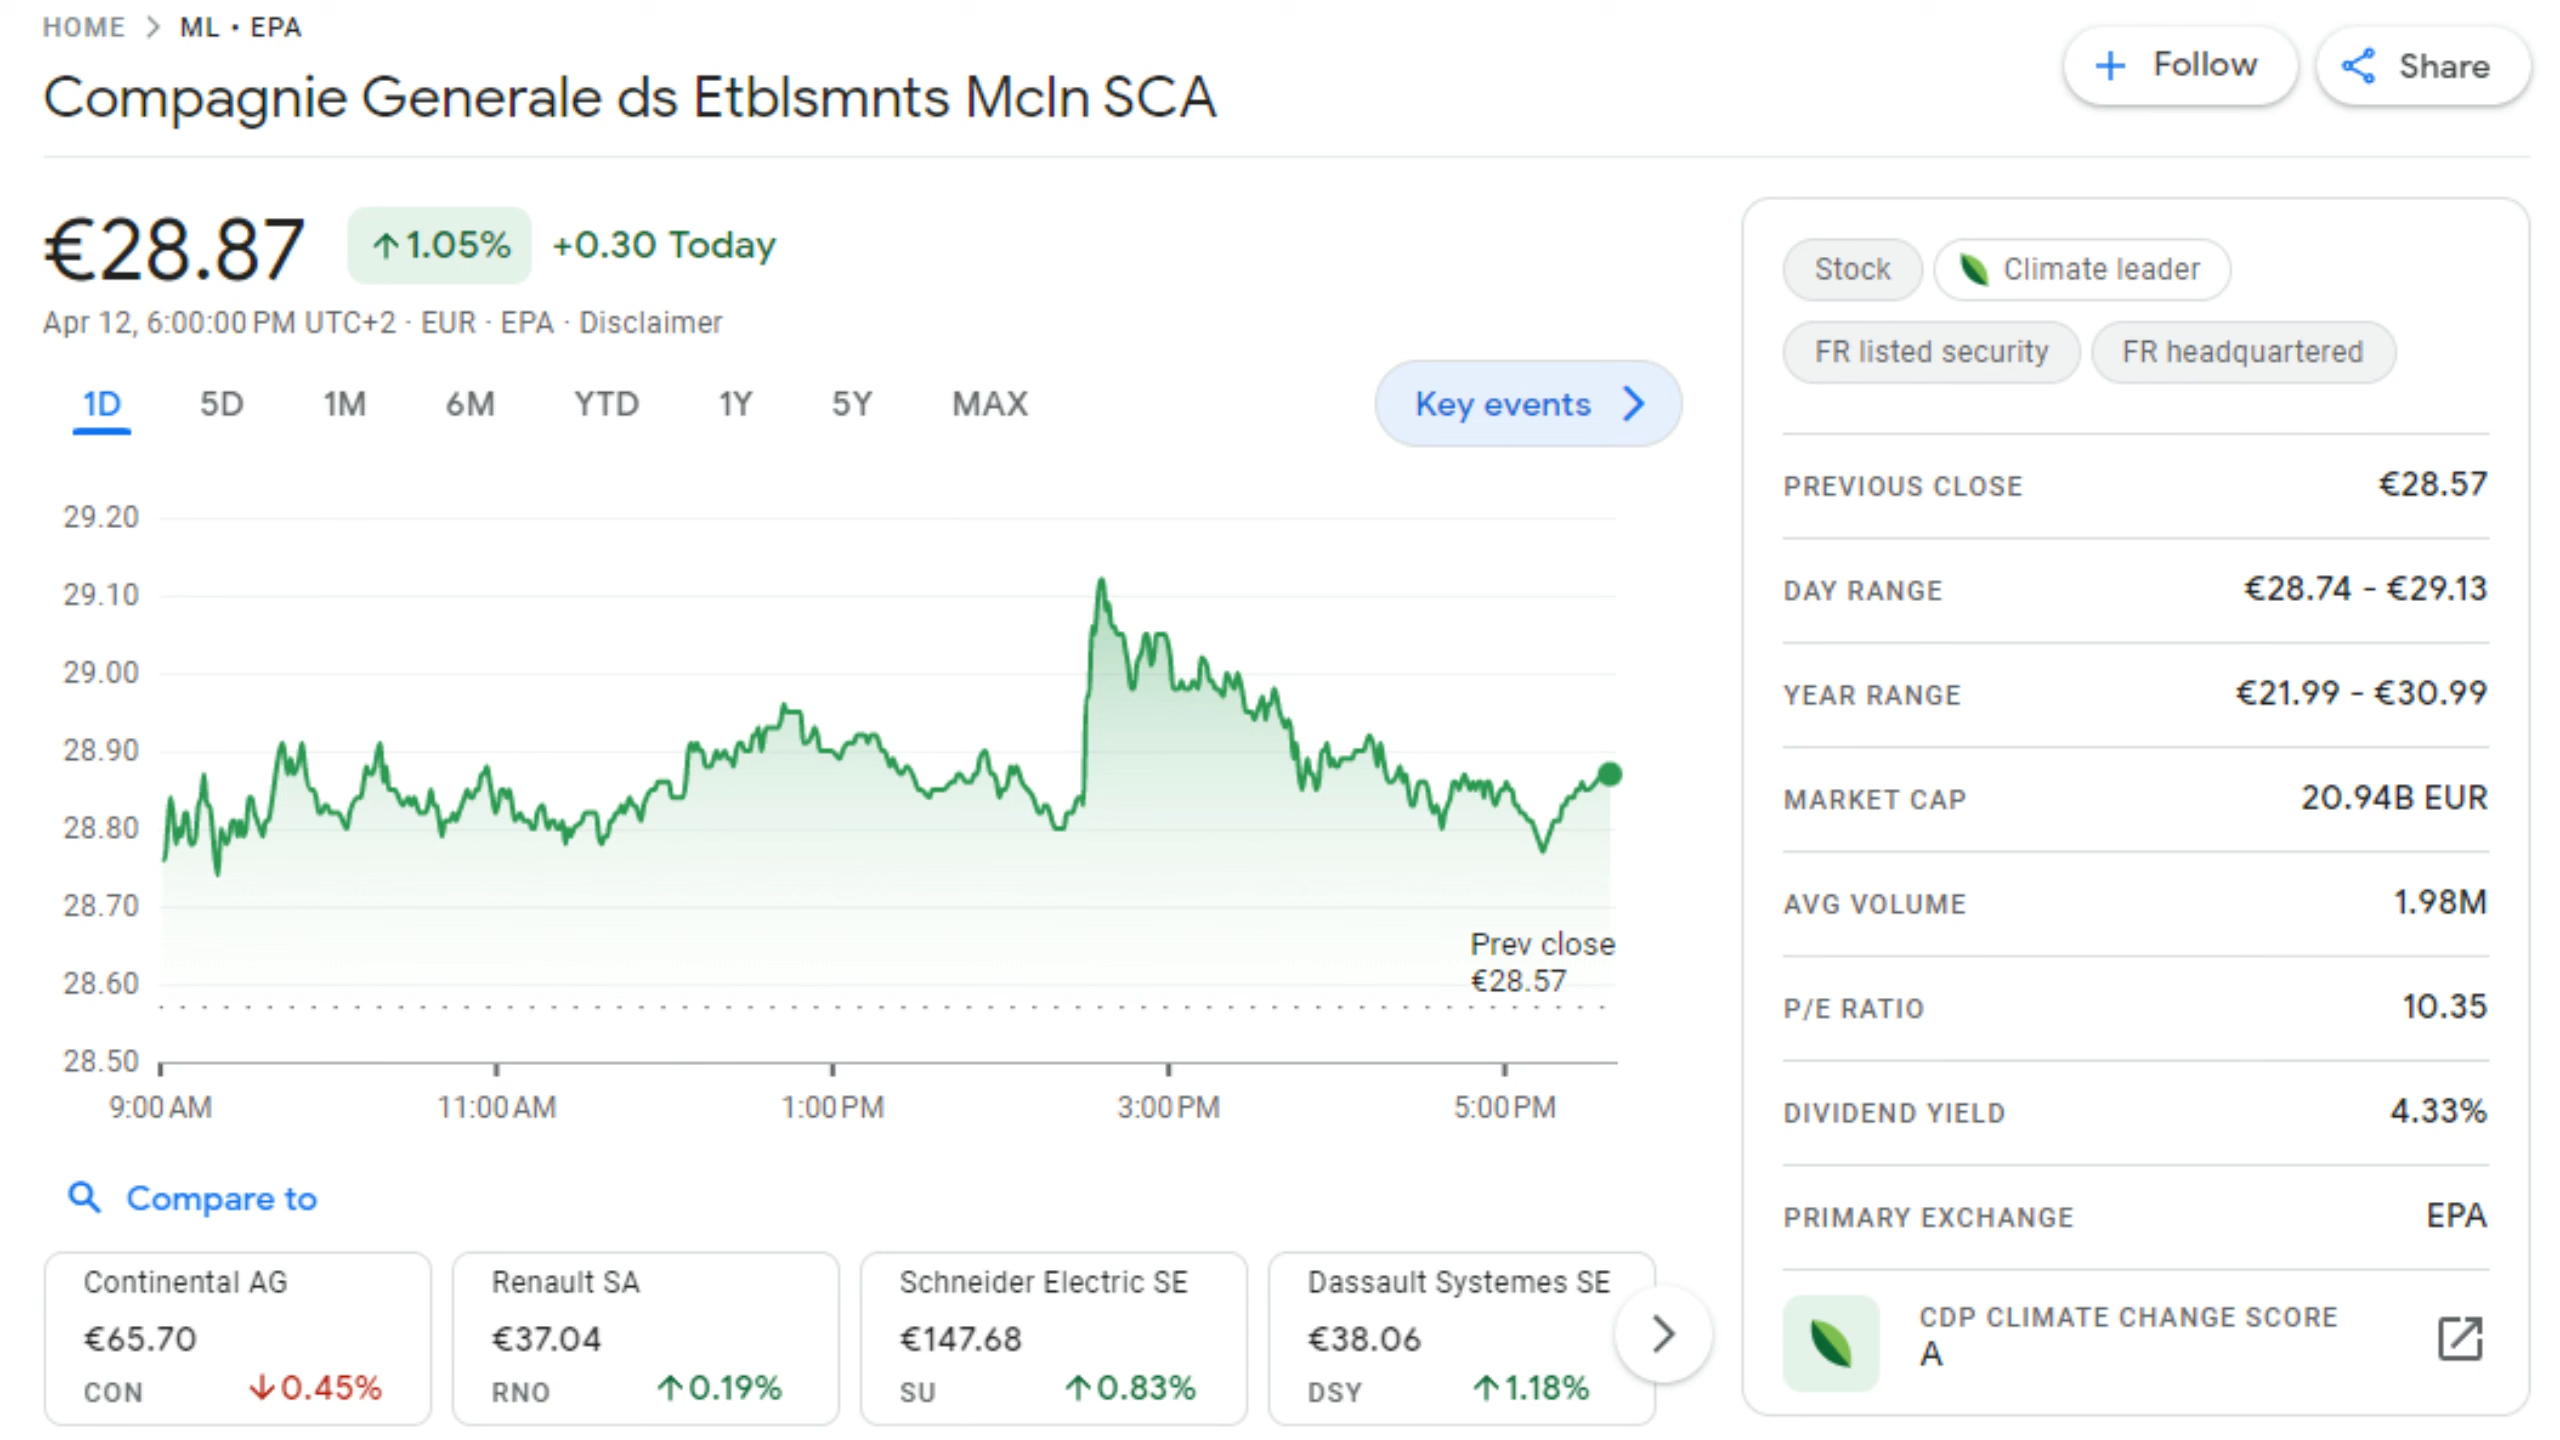 HOME > ML • EPA
Compagnie Generale ds Etblsmnts Mcln SCA
Follow
Share
€28.87
↑1.05%
+0.30 Today
Apr 12, 6:00:00 PM UTC+2 · EUR · EPA · Disclaimer
1D 5D 1M 6M YTD 1Y 5Y MAX
Key events
29.20
29.10
29.00
28.90
28.80
28.70
28.60
28.50
Prev close
€28.57
9:00 AM 11:00 AM 1:00 PM 3:00 PM 5:00 PM
Compare to
Continental AG
€65.70
CON ↓0.45%
Renault SA
€37.04
RNO ↑0.19%
Schneider Electric SE
€147.68
SU ↑0.83%
Dassault Systemes SE
€38.06
DSY ↑1.18%
Stock
Climate leader
FR listed security
FR headquartered
PREVIOUS CLOSE €28.57
DAY RANGE €28.74 - €29.13
YEAR RANGE €21.99 - €30.99
MARKET CAP 20.94B EUR
AVG VOLUME 1.98M
P/E RATIO 10.35
DIVIDEND YIELD 4.33%
PRIMARY EXCHANGE EPA
CDP CLIMATE CHANGE SCORE
A